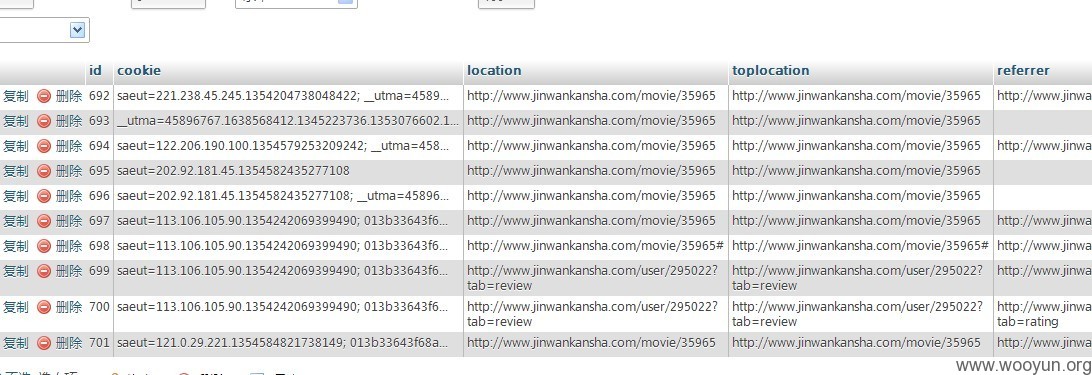 id cookie location toplocation referrer
复制 删除 692 saeut=221.238.45.245.1354204738048422; __utma=4589... http://www.jinwankansha.com/movie/35965 http://www.jinwankansha.com/movie/35965 http://www.jinwa
复制 删除 693 __utma=45896767.1638568412.1345223736.1353076602.1... http://www.jinwankansha.com/movie/35965 http://www.jinwankansha.com/movie/35965
复制 删除 694 saeut=122.206.190.100.1354579253209242; __utma=458... http://www.jinwankansha.com/movie/35965 http://www.jinwankansha.com/movie/35965 http://www.jinwa
复制 删除 695 saeut=202.92.181.45.1354582435277108 http://www.jinwankansha.com/movie/35965 http://www.jinwankansha.com/movie/35965
复制 删除 696 saeut=202.92.181.45.1354582435277108; __utma=45896... http://www.jinwankansha.com/movie/35965 http://www.jinwankansha.com/movie/35965
复制 删除 697 saeut=113.106.105.90.1354242069399490; 013b33643f6... http://www.jinwankansha.com/movie/35965 http://www.jinwankansha.com/movie/35965 http://www.jinwa
复制 删除 698 saeut=113.106.105.90.1354242069399490; 013b33643f6... http://www.jinwankansha.com/movie/35965# http://www.jinwankansha.com/movie/35965# http://www.jinwa
复制 删除 699 saeut=113.106.105.90.1354242069399490; 013b33643f6... http://www.jinwankansha.com/user/295022? http://www.jinwankansha.com/user/295022? http://www.jinwa
tab=review tab=review
复制 删除 700 saeut=113.106.105.90.1354242069399490; 013b33643f6... http://www.jinwankansha.com/user/295022? http://www.jinwankansha.com/user/295022? http://www.jinwa
tab=review tab=review tab=rating
复制 删除 701 saeut=121.0.29.221.1354584821738149; 013b33643f68a... http://www.jinwankansha.com/movie/35965 http://www.jinwankansha.com/movie/35965 http://www.jinwa
www.wooyun.org